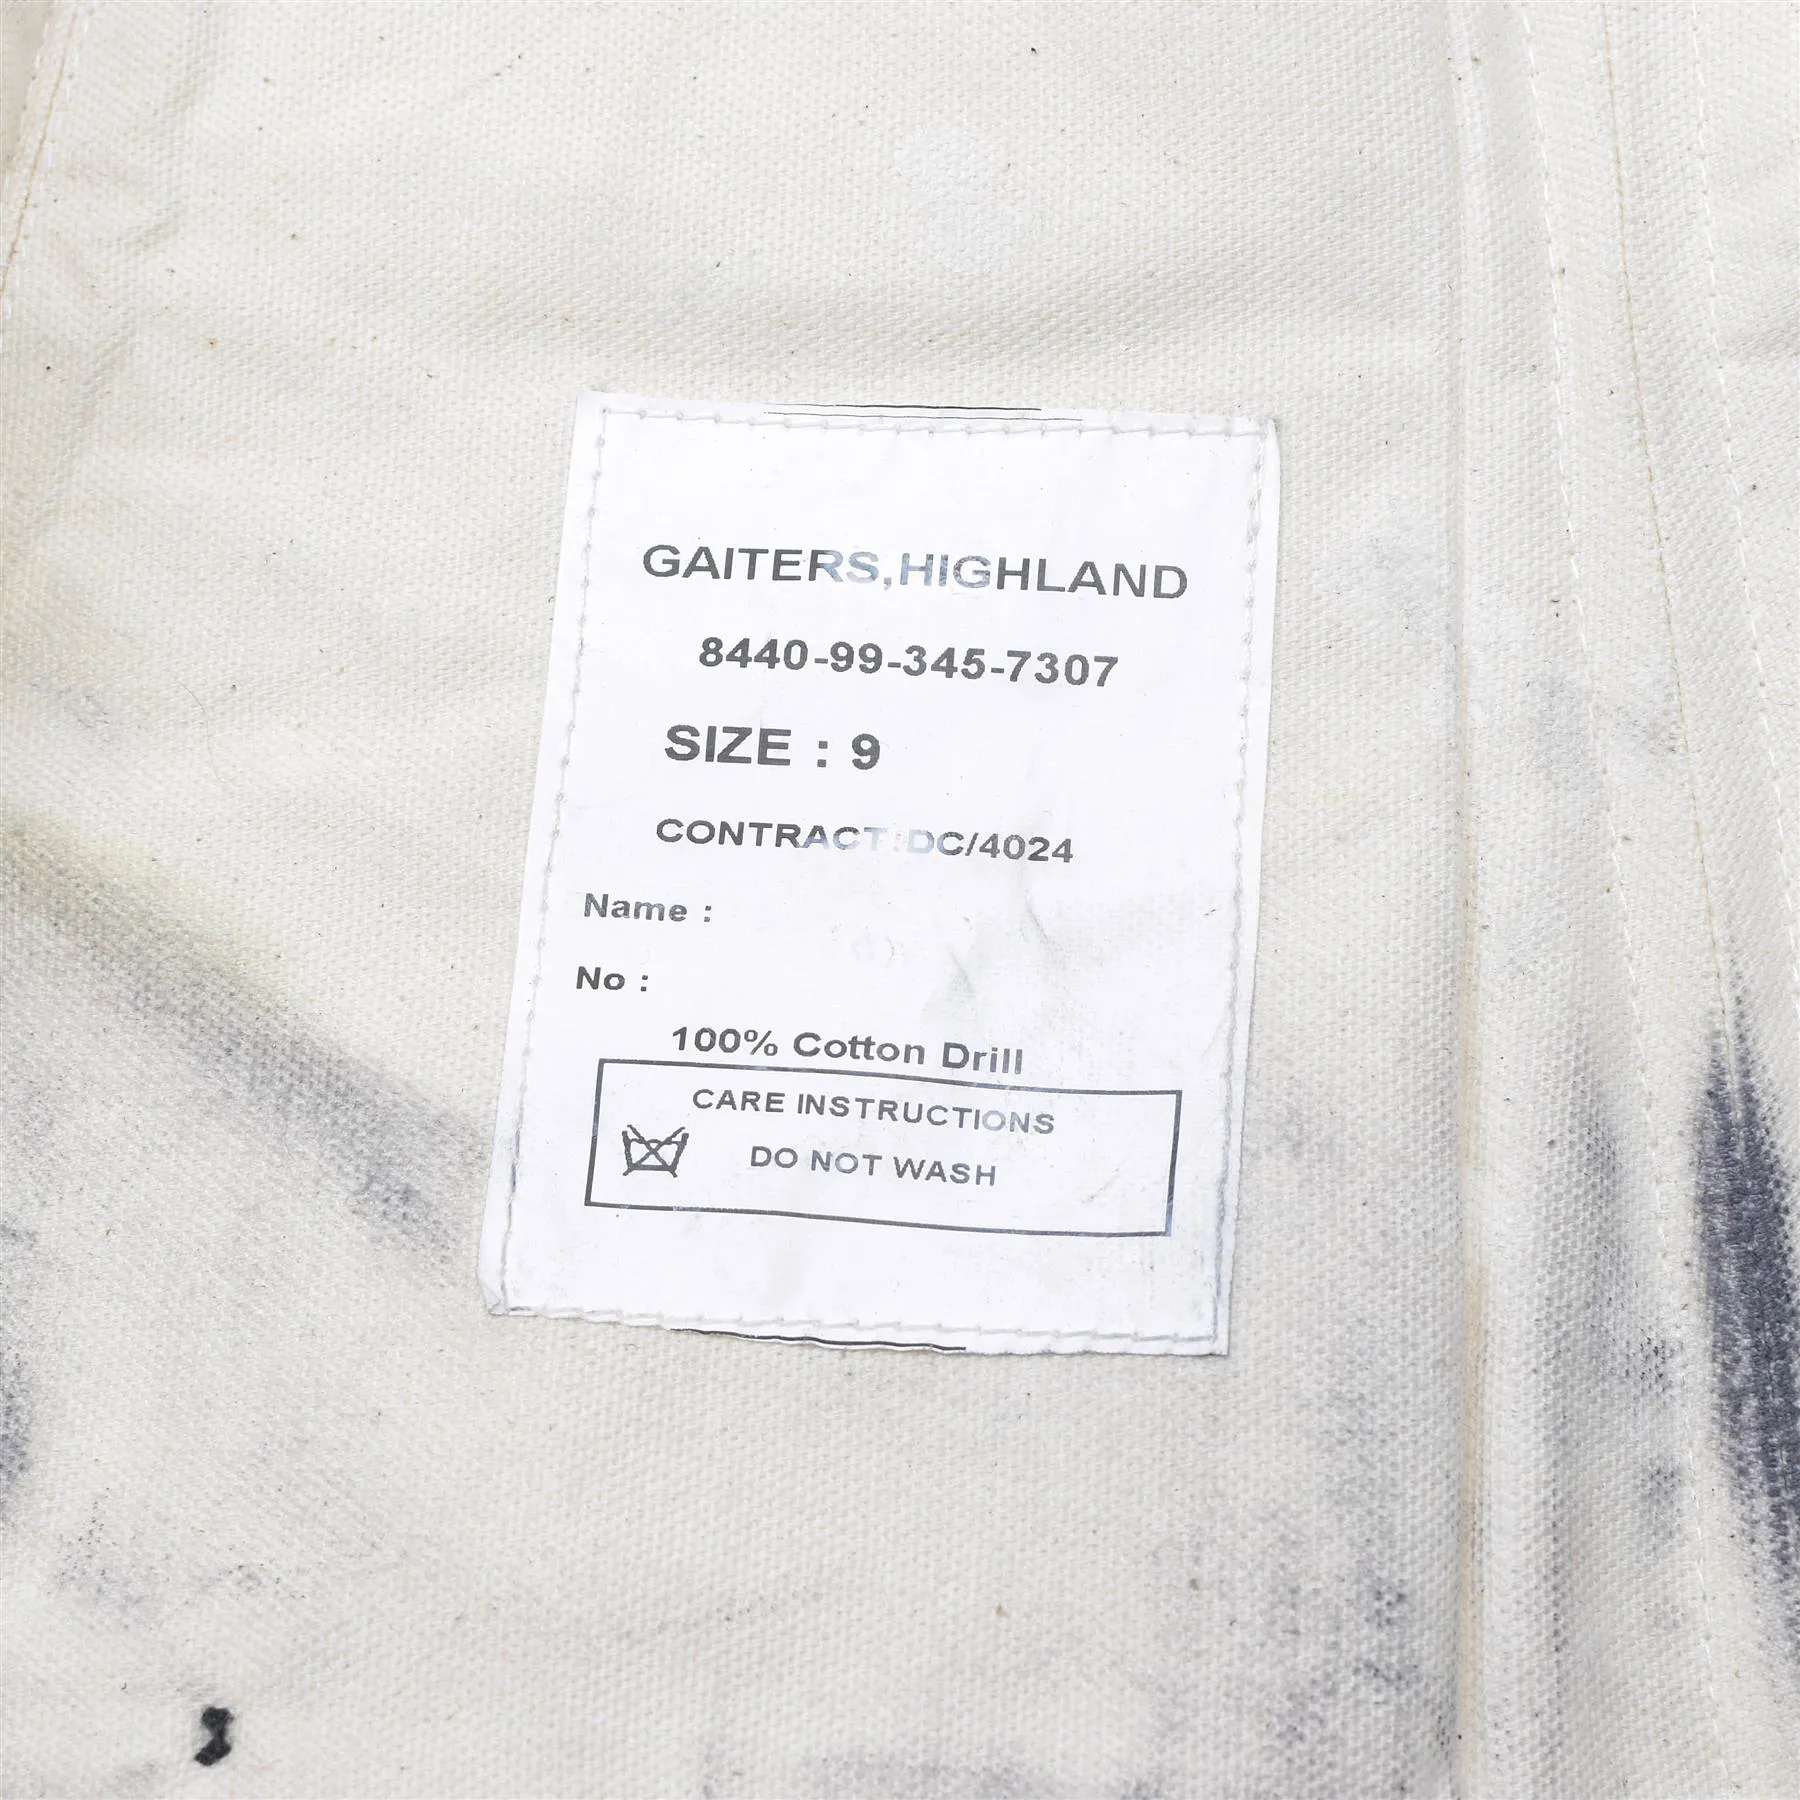 GAITERS,HIGHLAND
8440-99-345-7307
SIZE : 9
CONTRACT:DC/4024
Name :
No :
100% Cotton Drill
CARE INSTRUCTIONS
DO NOT WASH